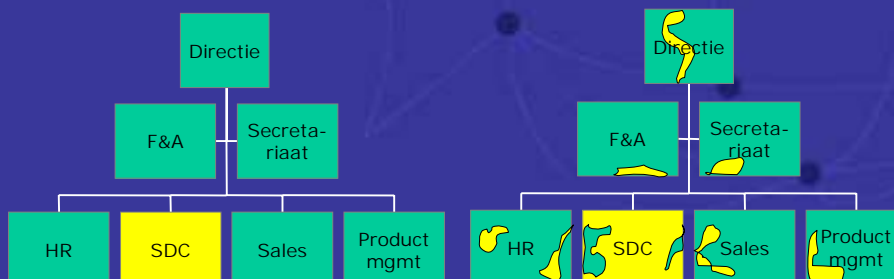 Directie
F&A
Secreta-
riaat
HR
SDC
Sales
Product
mgmt
Directie
F&A
Secreta-
riaat
HR
SDC
Sales
Product
mgmt